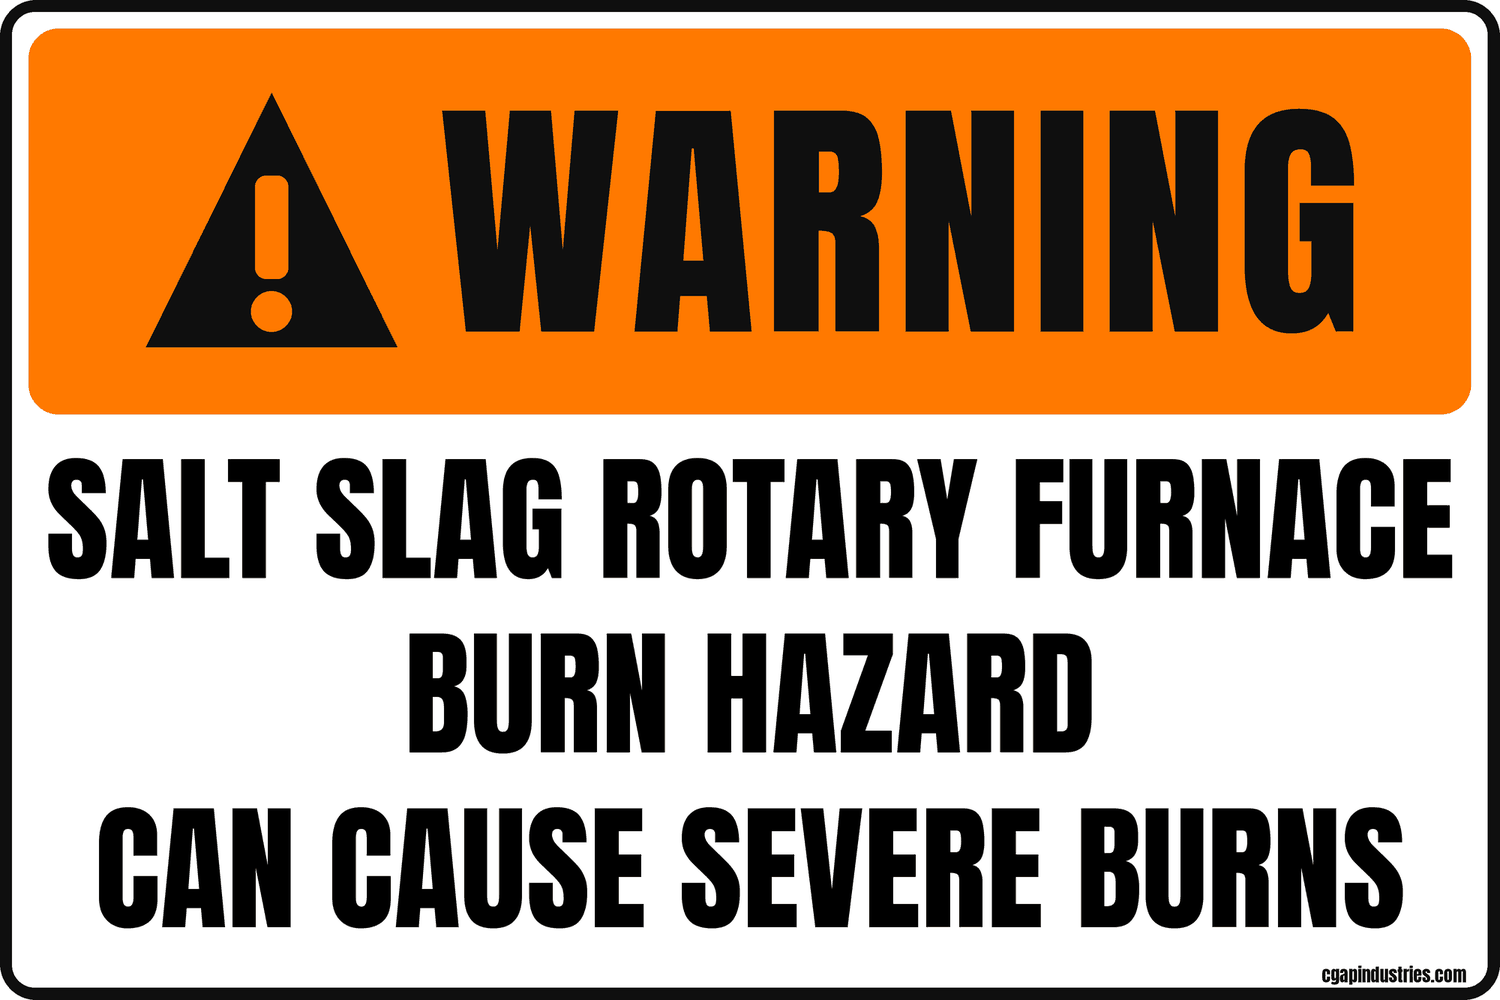 WARNING
SALT SLAG ROTARY FURNACE
BURN HAZARD
CAN CAUSE SEVERE BURNS
cgapindustries.com